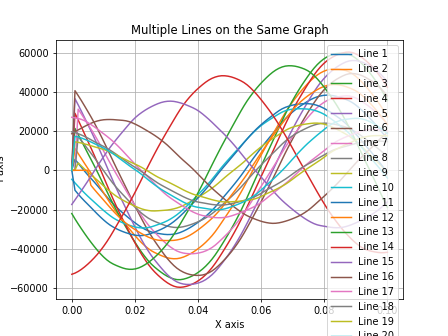 Multiple Lines on the Same Graph
60000
40000
20000
0
−20000
−40000
−60000
0.00
0.02
0.04
0.06
X axis
Line 1
Line 2
Line 3
Line 4
Line 5
Line 6
Line 7
Line 8
Line 9
Line 10
Line 11
Line 12
Line 13
Line 14
Line 15
Line 16
Line 17
Line 18
Line 19
Line 20